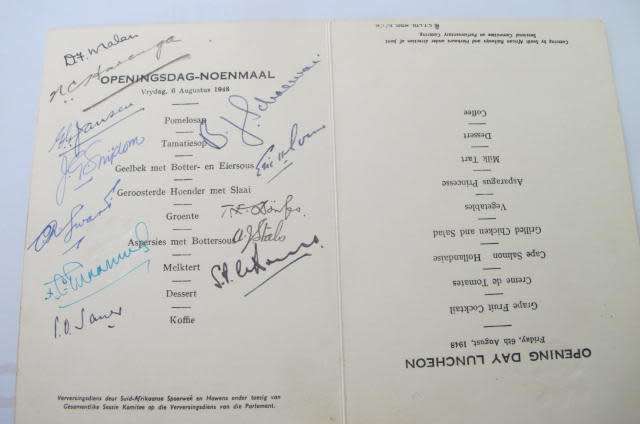 D.F. Malan
N C Havenga
OPENINGSDAG-NOENMAAL
Vrydag, 6 Augustus 1948
Pomelosap
Tamatiesop
Geelbek met Botter- en Eiersous
Geroosterde Hoender met Slaai
Groente
Aspersies met Bottersous
Melktert
Dessert
Koffie
Verversingsdiens deur Suid-Afrikaanse Spoorweë en Hawens onder toesig van
Gesamentlike Sessie Komitee op die Verversingsdiens van die Parlement.
OPENING DAY LUNCHEON
Friday, 6th August, 1948
Grape Fruit Cocktail
Creme de Tomates
Cape Salmon Hollandaise
Grilled Chicken and Salad
Vegetables
Asparagus Princesse
Milk Tart
Dessert
Coffee
Catering by South African Railways and Harbours under direction of Joint
Sessional Committee on Parliamentary Catering.